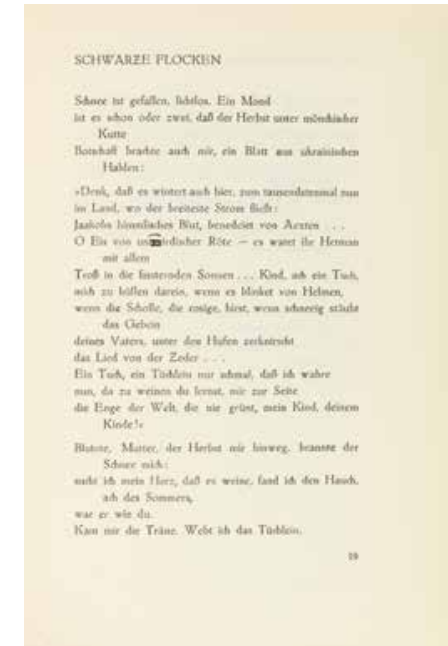 SCHWARZE FLOCKEN
Schnee ist gefallen, lichtlos. Ein Mond
ist es schon oder zwei, daß der Herbst unter mönchischer
Kutte
Botschaft brachte auch mir, ein Blatt aus ukrainischen
Halden:
»Denk, daß es wintert auch hier, zum tausendstenmal nun
im Land, wo der breiteste Strom fließt:
Jaakobs himmlisches Blut, benedeiet von Aexten . .
O Eis von irdischer Röte — es watet ihr Hetman
mit allem
Troß in die finsternden Sonnen . . . Kind, ach ein Tuch,
mich zu hüllen darein, wenn es blinket von Helmen,
wenn die Scholle, die rosige, birst, wenn schneeig stäubt
das Gebein
deines Vaters, unter den Hufen zerknirscht
das Lied von der Zeder . . .
Ein Tuch, ein Tüchlein nur schmal, daß ich wahre
nun, da zu weinen du lernst, mir zur Seite
die Enge der Welt, die nie grünt, mein Kind, deinem
Kinde!«
Blutete, Mutter, der Herbst mir hinweg, brannte der
Schnee mich:
sucht ich mein Herz, daß es weine, fand ich den Hauch,
ach des Sommers,
war er wie du.
Kam mir die Träne. Webt ich das Tüchlein.
19